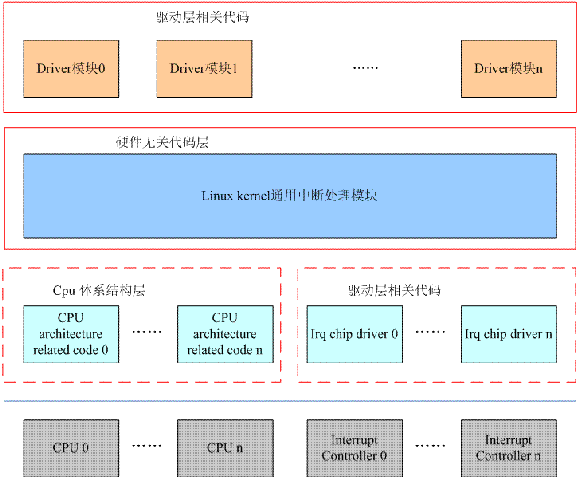 驱动层相关代码
Driver模块0
Driver模块1
……
Driver模块n
硬件无关代码层
Linux kernel通用中断处理模块
Cpu 体系结构层
驱动层相关代码
CPU
architecture
related code 0
……
CPU
architecture
related code n
Irq chip driver 0
……
Irq chip driver n
CPU 0
……
CPU n
Interrupt
Controller 0
……
Interrupt
Controller n